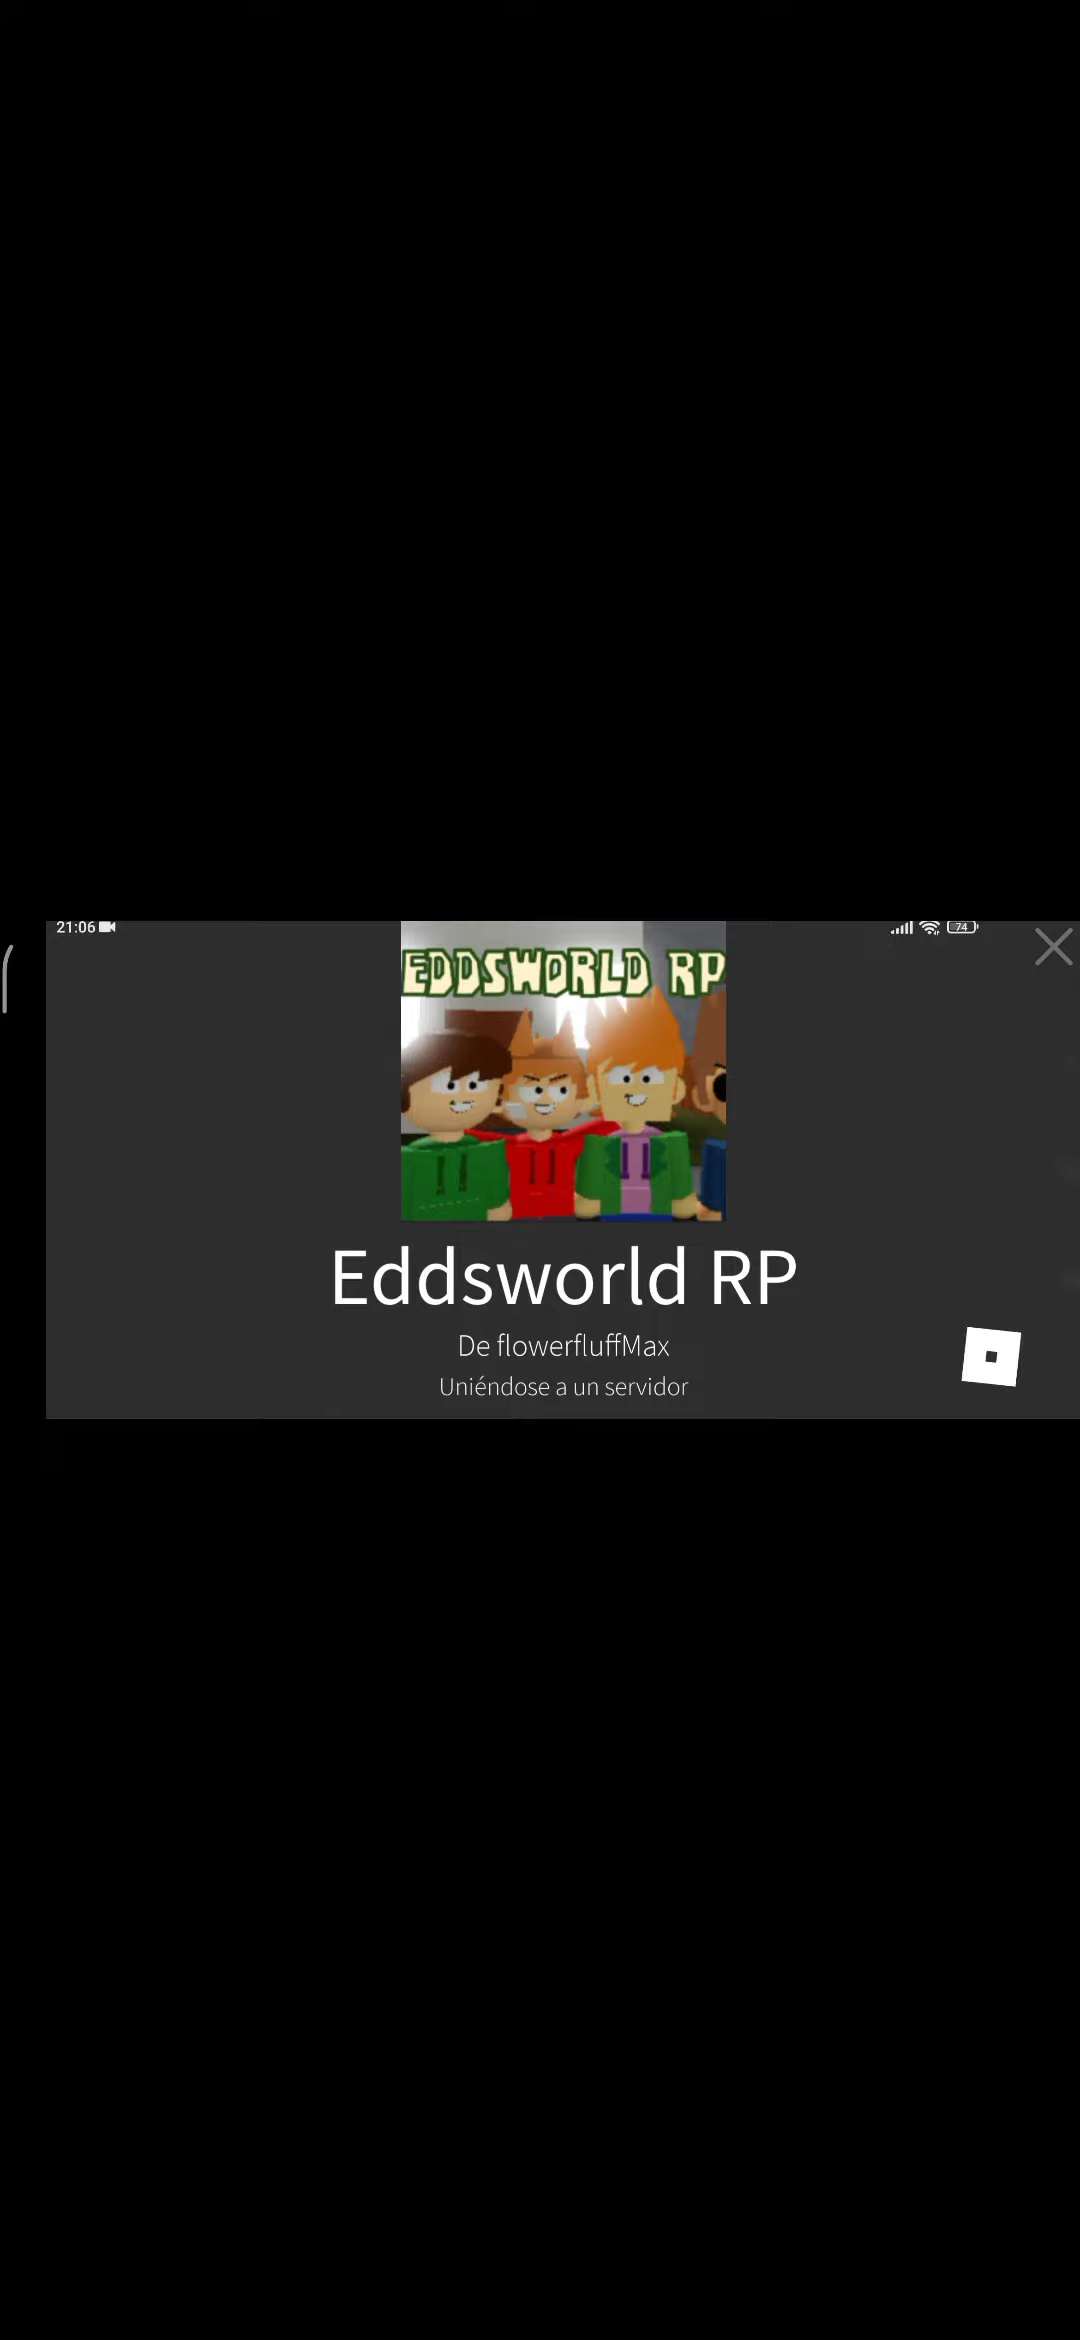 21:06
74
EDDSWORLD RP
Eddsworld RP
De flowerfluffMax
Uniéndose a un servidor